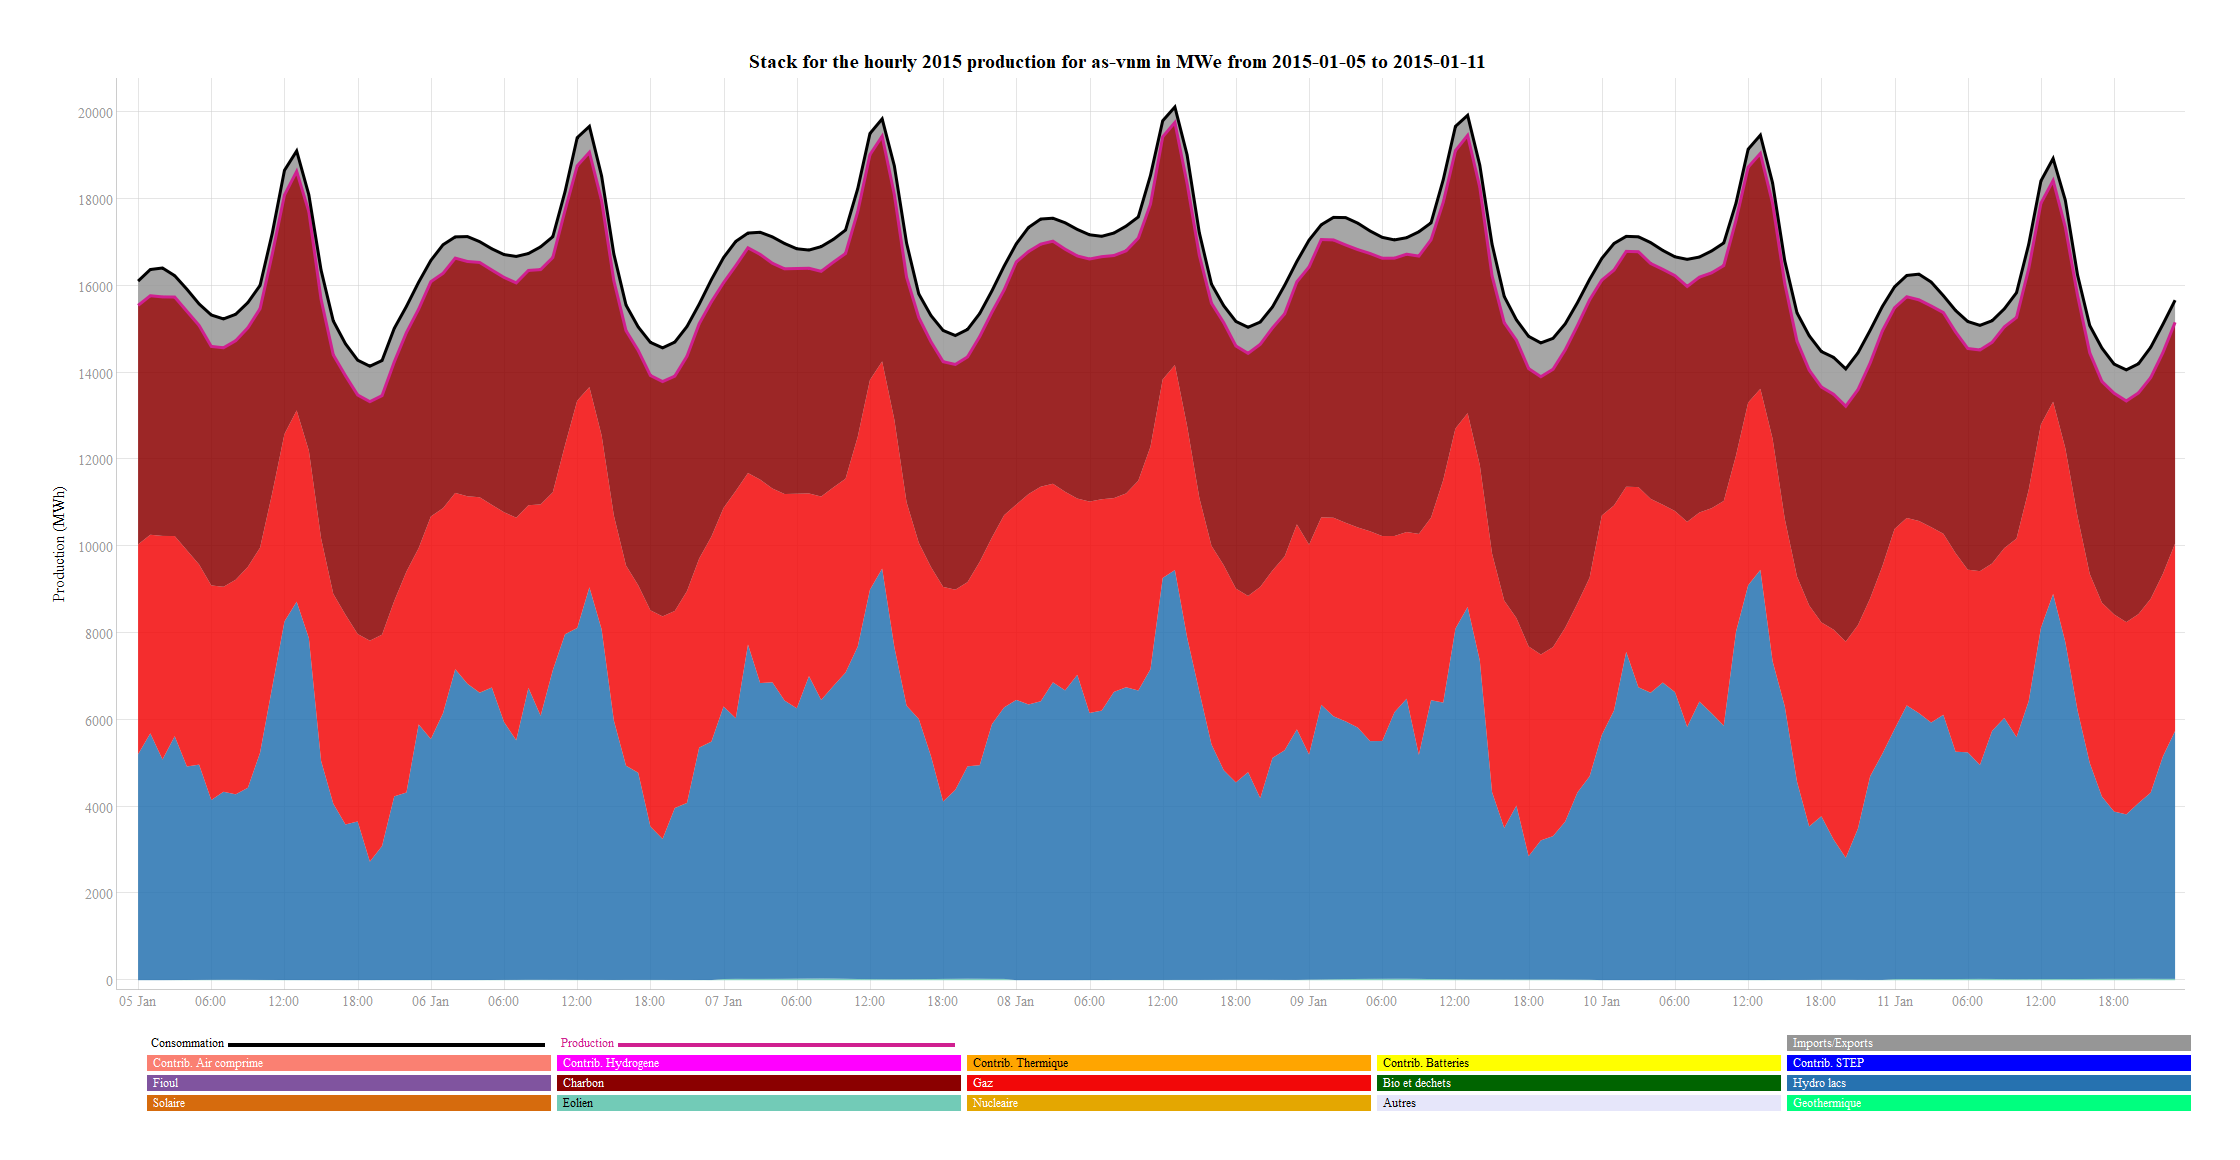 Stack for the hourly 2015 production for as-vnm in MWe from 2015-01-05 to 2015-01-11
20000
18000
16000
14000
12000
10000
8000
6000
4000
2000
0
Production (MWh)
05 Jan 06:00 12:00 18:00 06 Jan 06:00 12:00 18:00 07 Jan 06:00 12:00 18:00 08 Jan 06:00 12:00 18:00 09 Jan 06:00 12:00 18:00 10 Jan 06:00 12:00 18:00 11 Jan 06:00 12:00 18:00
Consommation Production Imports/Exports
Contrib. Air comprime Contrib. Hydrogene Contrib. Thermique Contrib. Batteries Contrib. STEP
Fioul Charbon Gaz Bio et dechets Hydro lacs
Solaire Eolien Nucleaire Autres Geothermique